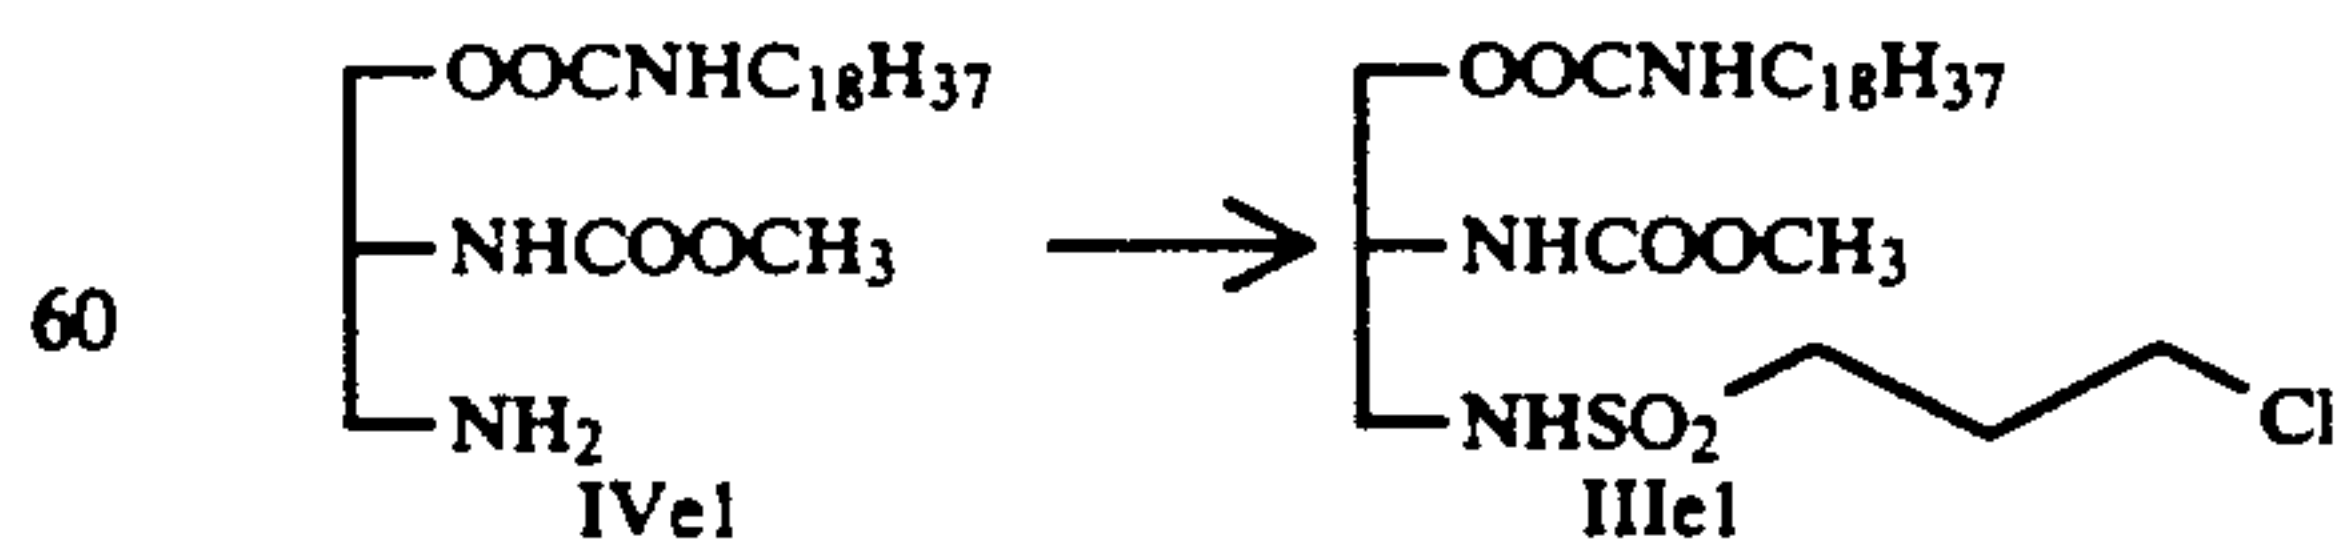 OOCNHC18H37 OOCNHC18H37
NHCOOCH3 NHCOOCH3
60
NH2 NHSO2 Cl
IVe1 IIIe1